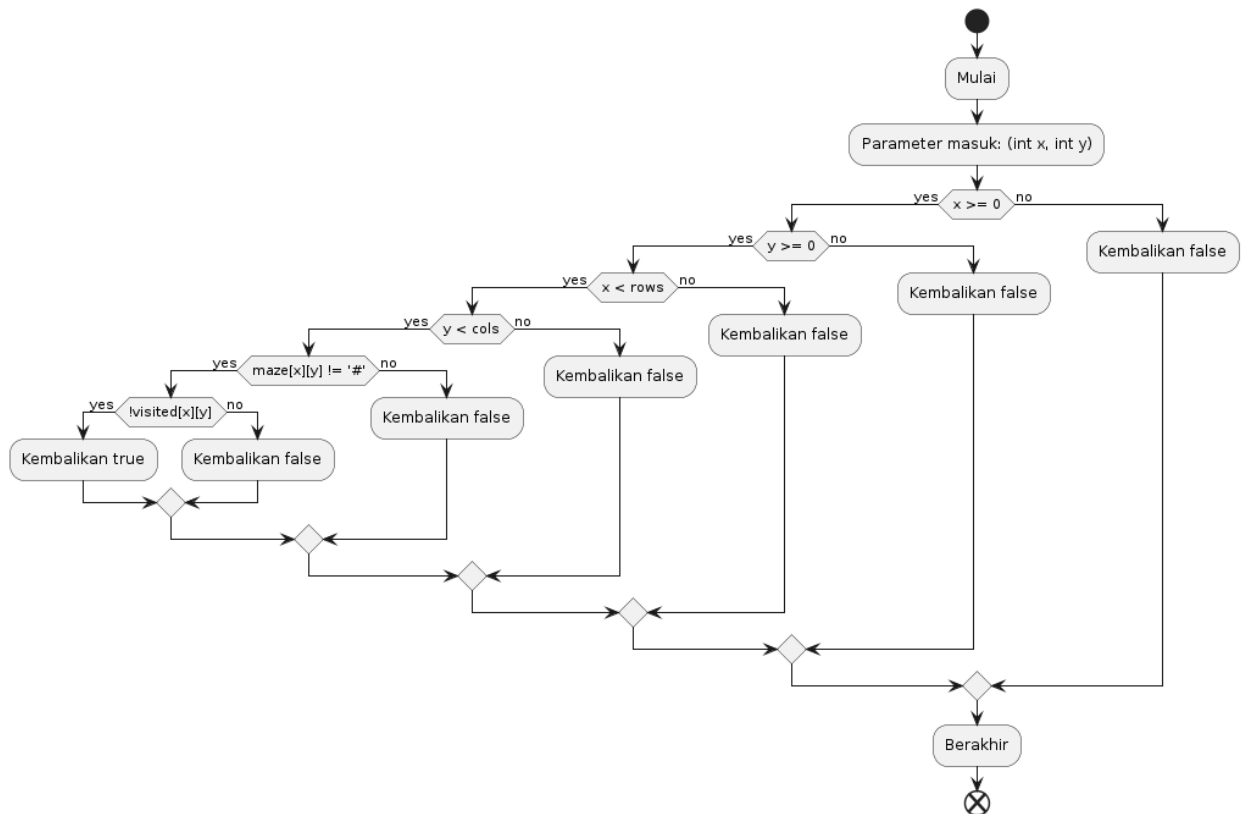 Mulai
Parameter masuk: (int x, int y)
yes
x >= 0
no
yes
y >= 0
no
Kembalikan false
yes
x < rows
no
Kembalikan false
yes
y < cols
no
Kembalikan false
yes
maze[x][y] != '#'
no
Kembalikan false
yes
!visited[x][y]
no
Kembalikan false
Kembalikan true
Kembalikan false
Berakhir